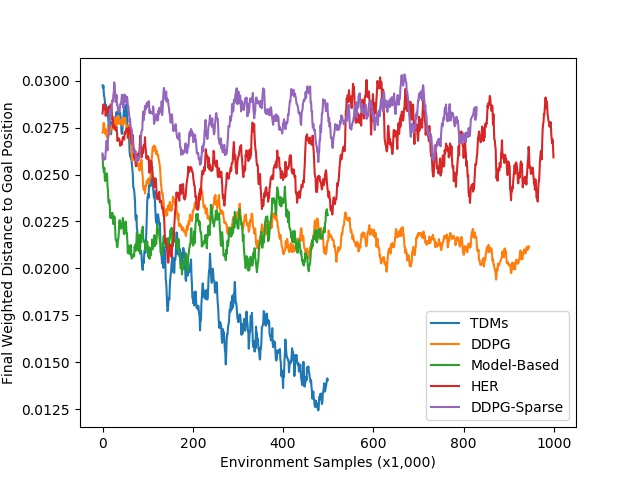 Final Weighted Distance to Goal Position
0.0300
0.0275
0.0250
0.0225
0.0200
0.0175
0.0150
0.0125
TDMs
DDPG
Model-Based
HER
DDPG-Sparse
0 200 400 600 800 1000
Environment Samples (x1,000)